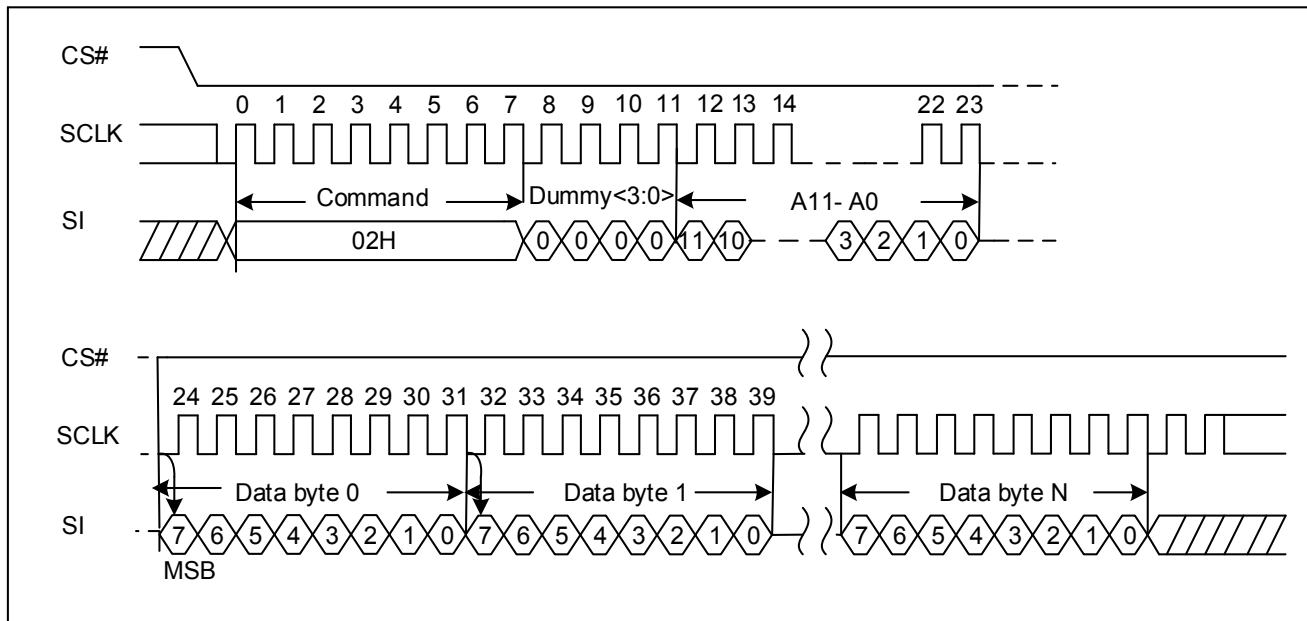 CS#
0 1 2 3 4 5 6 7 8 9 10 11 12 13 14 22 23
SCLK
Command Dummy<3:0> A11- A0
SI
02H 0 0 0 0 11 10 3 2 1 0
CS#
24 25 26 27 28 29 30 31 32 33 34 35 36 37 38 39
SCLK
Data byte 0 Data byte 1 Data byte N
SI
7 6 5 4 3 2 1 0 7 6 5 4 3 2 1 0 7 6 5 4 3 2 1 0
MSB